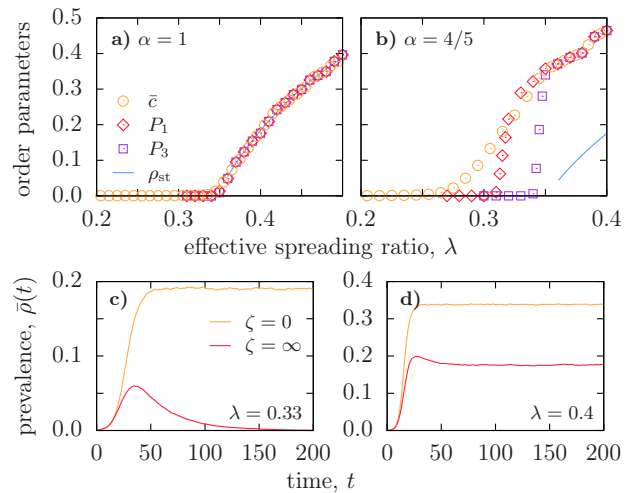 order parameters
0.5
0.4
0.3
0.2
0.1
0.0
a) α = 1
c̄
P₁
P₃
ρₛₜ
0.2
0.3
0.4
b) α = 4/5
0.2
0.3
0.4
effective spreading ratio, λ
prevalence, ρ̄(t)
0.2
0.1
0.0
c)
ζ = 0
ζ = ∞
λ = 0.33
0
50
100
150
200
0.4
0.3
0.2
0.1
0.0
d)
λ = 0.4
0
50
100
150
200
time, t